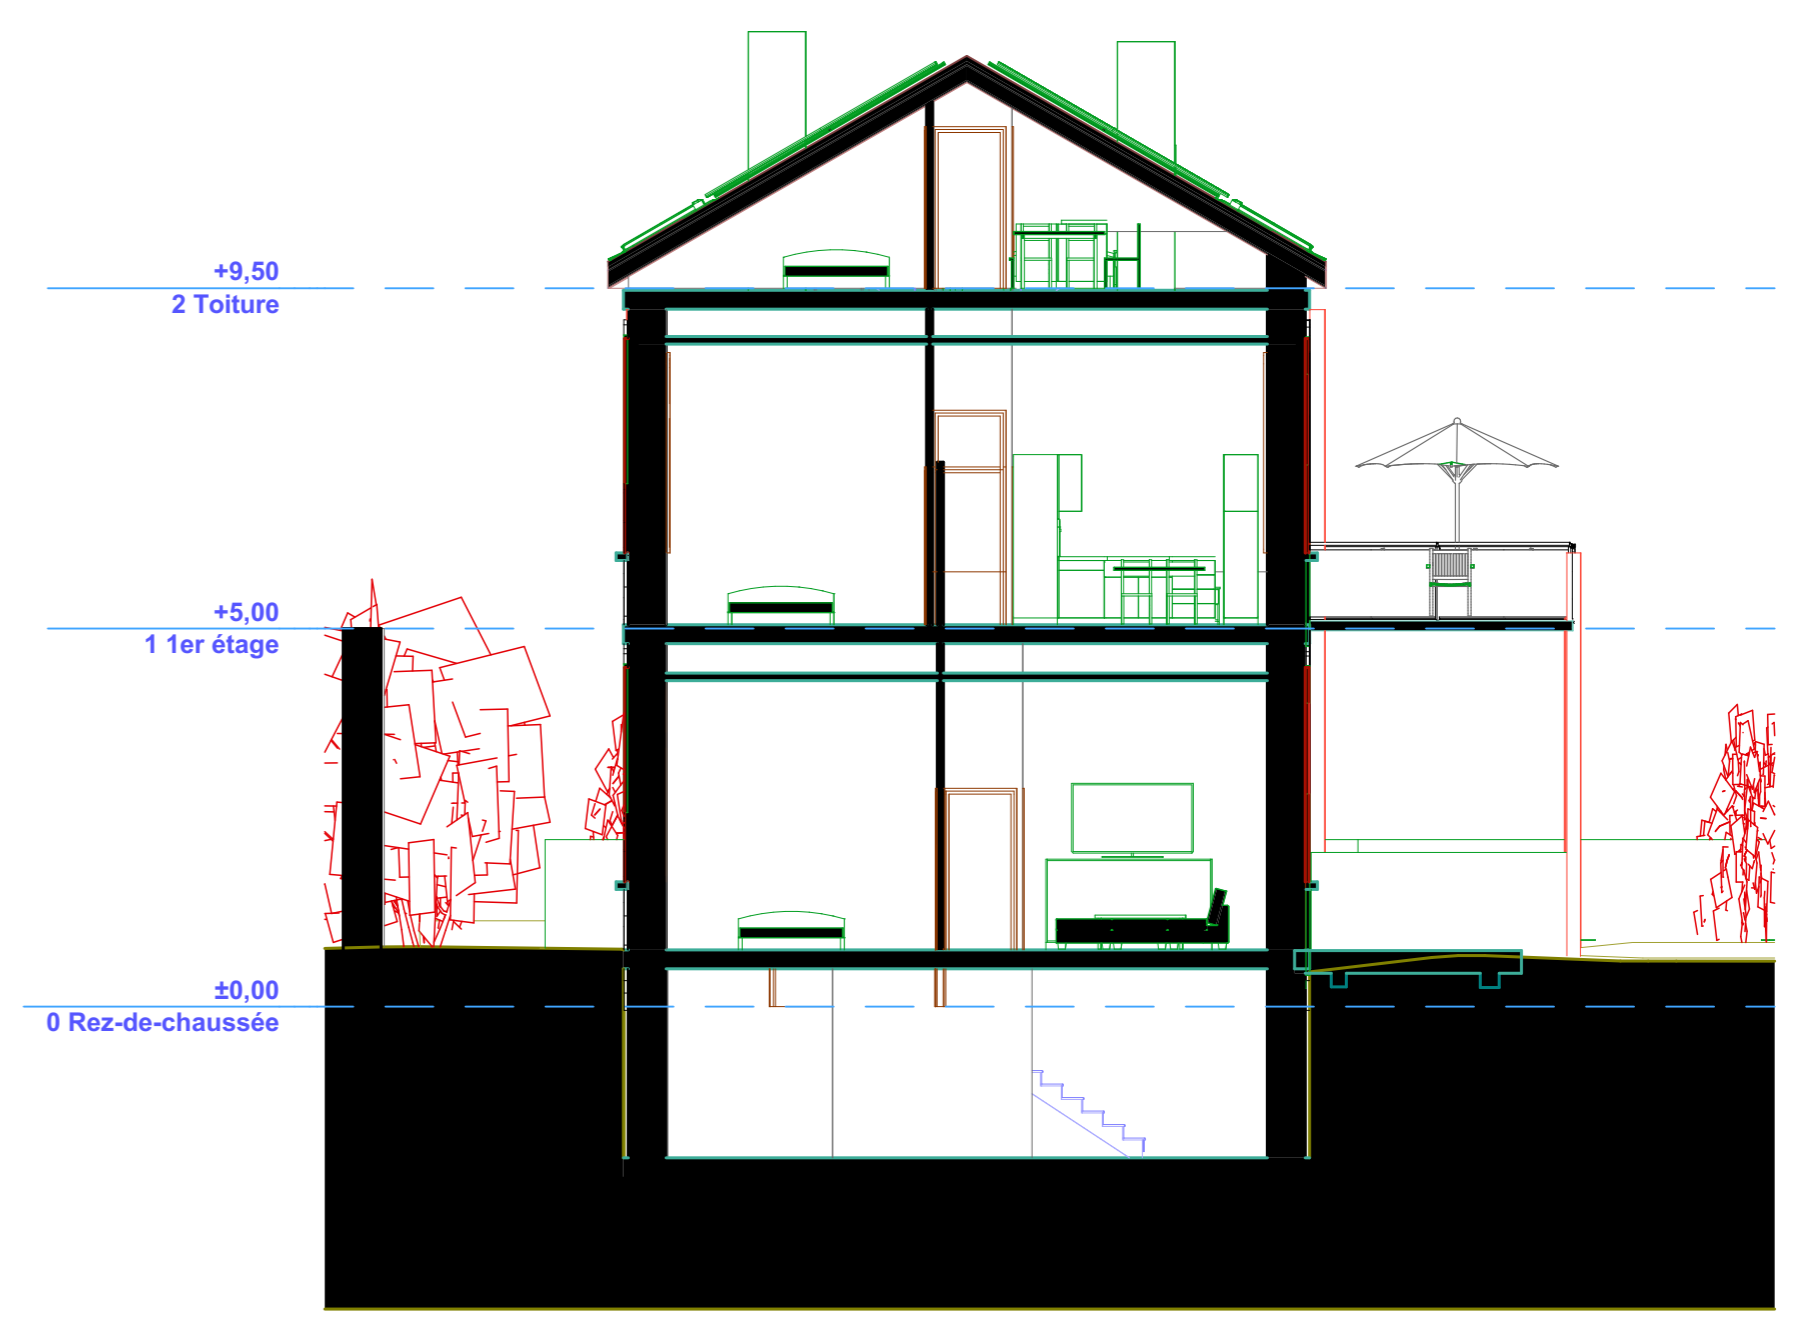 +9,50
2 Toiture
+5,00
1 1er étage
±0,00
0 Rez-de-chaussée